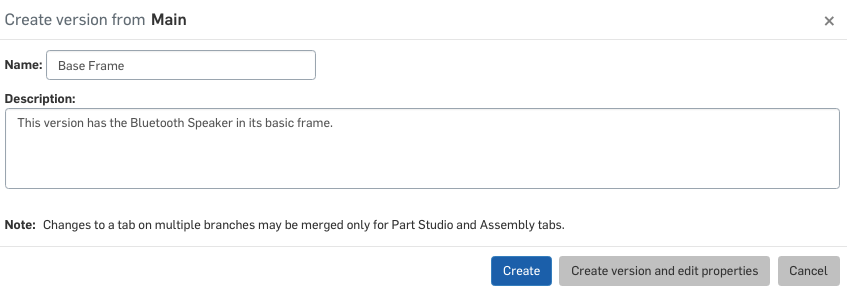 Create version from Main ×
Name: Base Frame
Description:
This version has the Bluetooth Speaker in its basic frame.
Note: Changes to a tab on multiple branches may be merged only for Part Studio and Assembly tabs.
Create Create version and edit properties Cancel